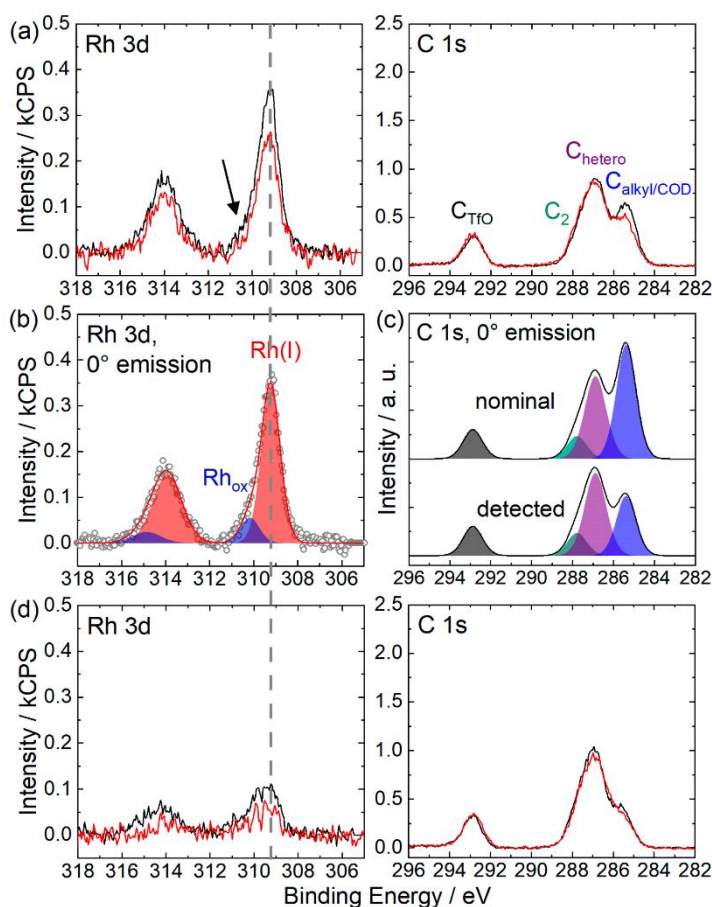 (a)
Rh 3d
C 1s
Intensity / kCPS
0.5
0.4
0.3
0.2
0.1
0.0
318 316 314 312 310 308 306
2.5
2.0
1.5
1.0
0.5
0.0
C_TfO
C_2
C_hetero
C_alkyl/COD.
296 294 292 290 288 286 284 282
(b)
Rh 3d,
0° emission
Rh(I)
Rh_ox
Intensity / kCPS
0.5
0.4
0.3
0.2
0.1
0.0
318 316 314 312 310 308 306
(c)
C 1s, 0° emission
nominal
detected
Intensity / a. u.
296 294 292 290 288 286 284 282
(d)
Rh 3d
C 1s
Intensity / kCPS
0.5
0.4
0.3
0.2
0.1
0.0
318 316 314 312 310 308 306
2.5
2.0
1.5
1.0
0.5
0.0
296 294 292 290 288 286 284 282
Binding Energy / eV